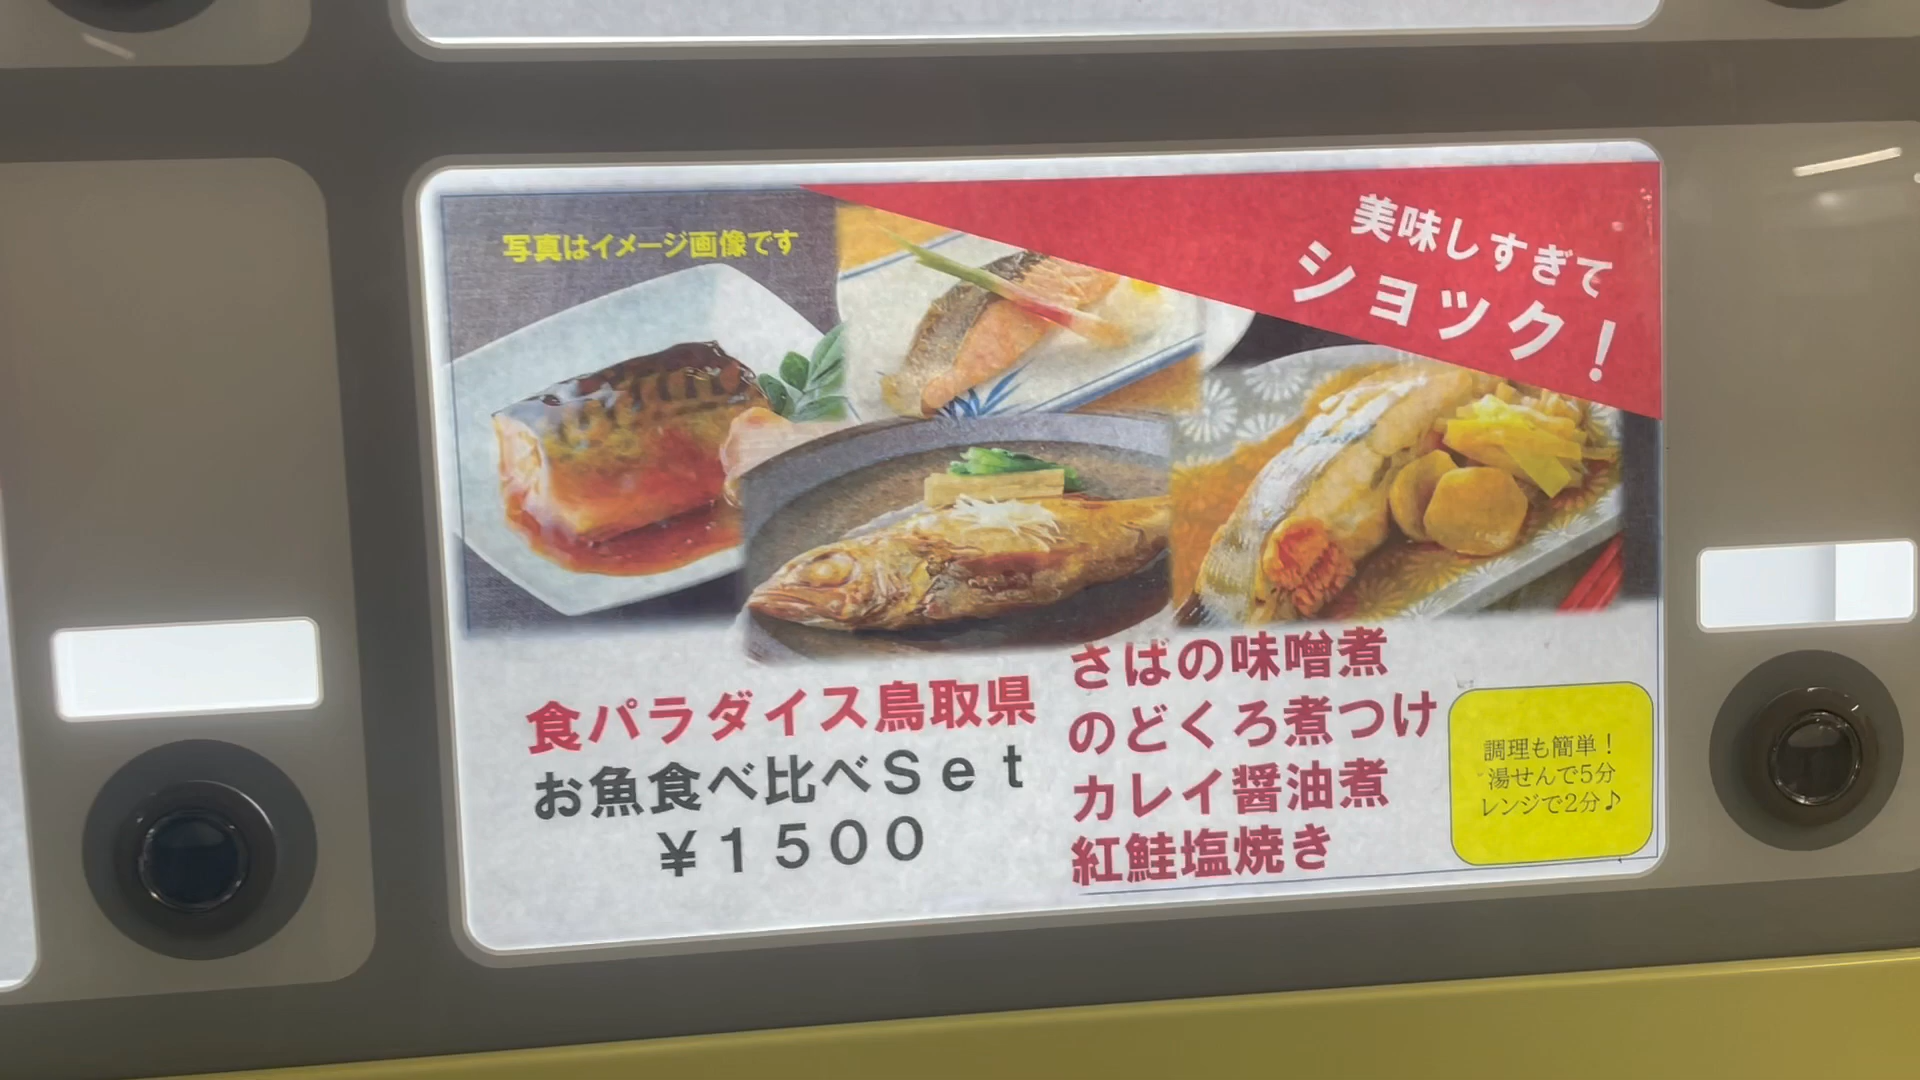 写真はイメージ画像です
美味しすぎて
ショック！
食パラダイス鳥取県
お魚食べ比べSet
¥1500
さばの味噌煮
のどくろ煮つけ
カレイ醤油煮
紅鮭塩焼き
調理も簡単！
湯せんで5分
レンジで2分♪